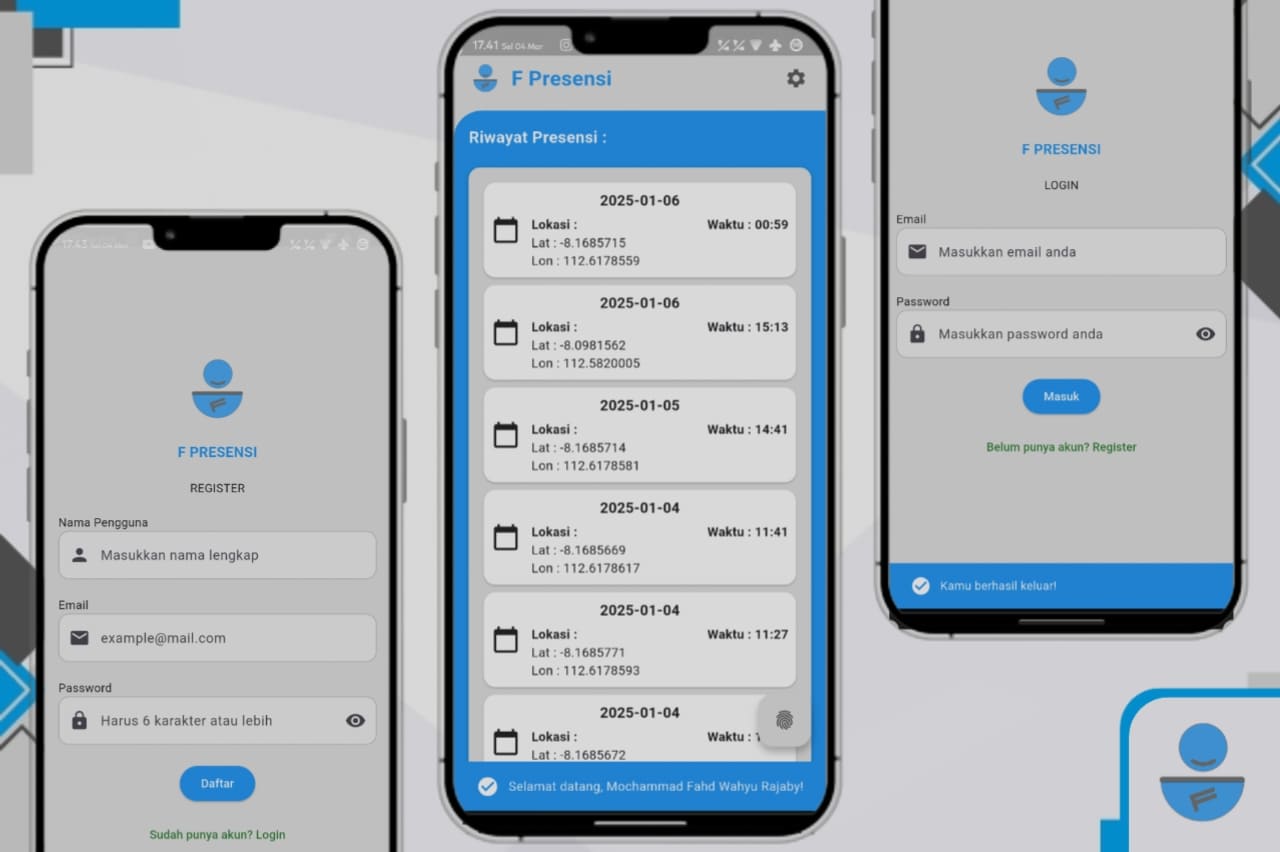 17.43 Sel 04 Mar
F PRESENSI
REGISTER
Nama Pengguna
Masukkan nama lengkap
Email
example@mail.com
Password
Harus 6 karakter atau lebih
Daftar
Sudah punya akun? Login
17.41 Sel 04 Mar
F Presensi
Riwayat Presensi :
2025-01-06
Lokasi : Waktu : 00:59
Lat : -8.1685715
Lon : 112.6178559
2025-01-06
Lokasi : Waktu : 15:13
Lat : -8.0981562
Lon : 112.5820005
2025-01-05
Lokasi : Waktu : 14:41
Lat : -8.1685714
Lon : 112.6178581
2025-01-04
Lokasi : Waktu : 11:41
Lat : -8.1685669
Lon : 112.6178617
2025-01-04
Lokasi : Waktu : 11:27
Lat : -8.1685771
Lon : 112.6178593
2025-01-04
Lokasi : Waktu :
Lat : -8.1685672
Selamat datang, Mochammad Fahd Wahyu Rajaby!
F PRESENSI
LOGIN
Email
Masukkan email anda
Password
Masukkan password anda
Masuk
Belum punya akun? Register
Kamu berhasil keluar!